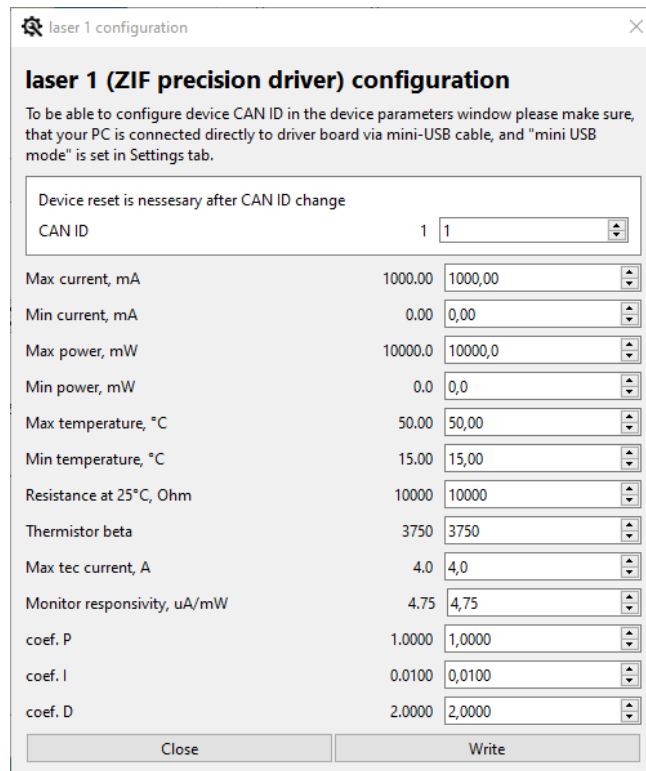 laser 1 configuration
laser 1 (ZIF precision driver) configuration
To be able to configure device CAN ID in the device parameters window please make sure,
that your PC is connected directly to driver board via mini-USB cable, and "mini USB
mode" is set in Settings tab.
Device reset is nessesary after CAN ID change
CAN ID 1 1
Max current, mA 1000.00 1000,00
Min current, mA 0.00 0,00
Max power, mW 10000.0 10000,0
Min power, mW 0.0 0,0
Max temperature, °C 50.00 50,00
Min temperature, °C 15.00 15,00
Resistance at 25°C, Ohm 10000 10000
Thermistor beta 3750 3750
Max tec current, A 4.0 4,0
Monitor responsivity, uA/mW 4.75 4,75
coef. P 1.0000 1,0000
coef. I 0.0100 0,0100
coef. D 2.0000 2,0000
Close Write